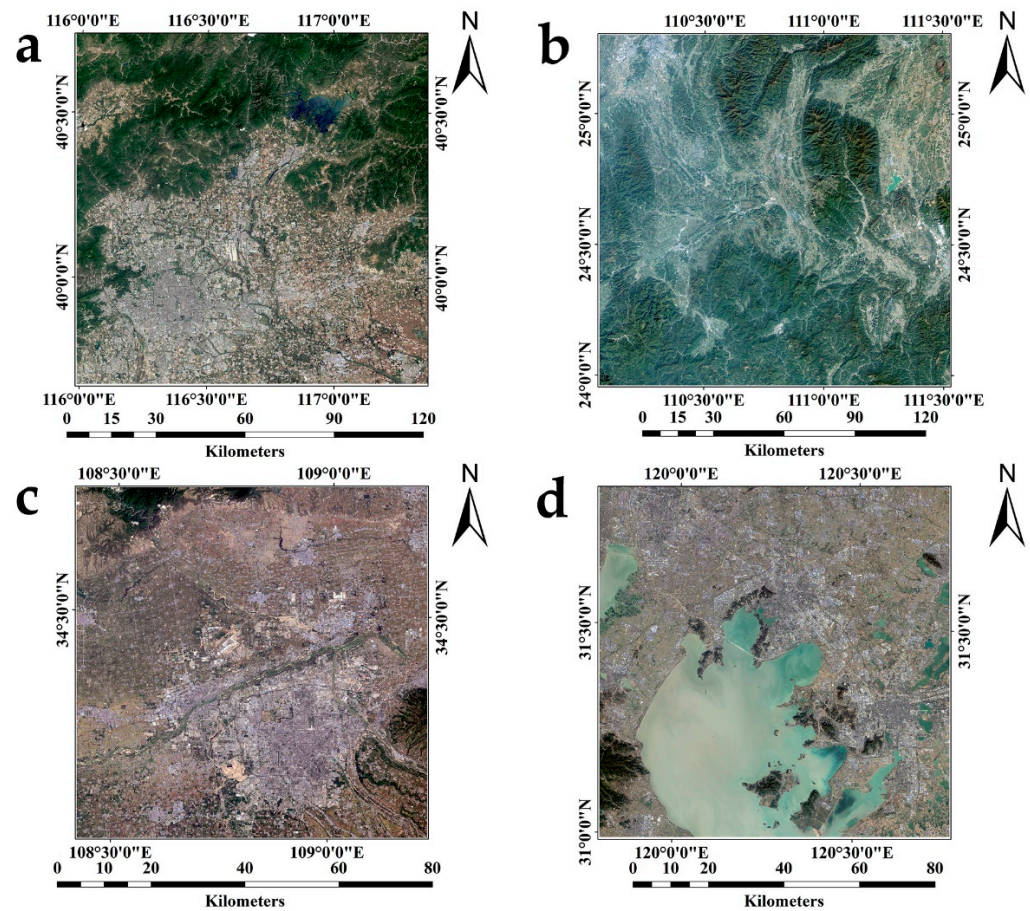 116°0'0"E 116°30'0"E 117°0'0"E
N
a
40°30'0"N
40°0'0"N
40°30'0"N
40°0'0"N
116°0'0"E 116°30'0"E 117°0'0"E
0 15 30 60 90 120
Kilometers
110°30'0"E 111°0'0"E 111°30'0"E
N
b
25°0'0"N
24°30'0"N
24°0'0"N
25°0'0"N
24°30'0"N
24°0'0"N
110°30'0"E 111°0'0"E 111°30'0"E
0 15 30 60 90 120
Kilometers
108°30'0"E 109°0'0"E
N
c
34°30'0"N
34°30'0"N
108°30'0"E 109°0'0"E
0 10 20 40 60 80
Kilometers
120°0'0"E 120°30'0"E
N
d
31°30'0"N
31°0'0"N
31°30'0"N
31°0'0"N
120°0'0"E 120°30'0"E
0 10 20 40 60 80
Kilometers